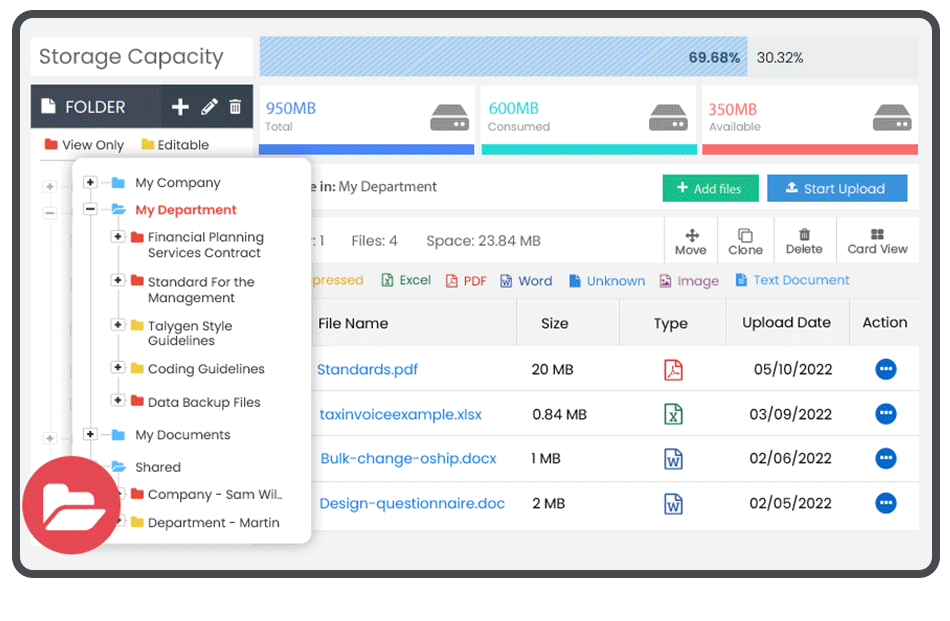 Storage Capacity
69.68%
30.32%
FOLDER
950MB
Total
600MB
Consumed
350MB
Available
View Only
Editable
My Company
My Department
Financial Planning
Services Contract
Standard For the
Management
Talygen Style
Guidelines
Coding Guidelines
Data Backup Files
My Documents
Shared
Company - Sam Wil..
Department - Martin
in: My Department
Add files
Start Upload
: 1
Files: 4
Space: 23.84 MB
Move
Clone
Delete
Card View
pressed
Excel
PDF
Word
Unknown
Image
Text Document
File Name
Size
Type
Upload Date
Action
Standards.pdf
20 MB
05/10/2022
taxinvoiceexample.xlsx
0.84 MB
03/09/2022
Bulk-change-oship.docx
1 MB
02/06/2022
Design-questionnaire.doc
2 MB
02/05/2022